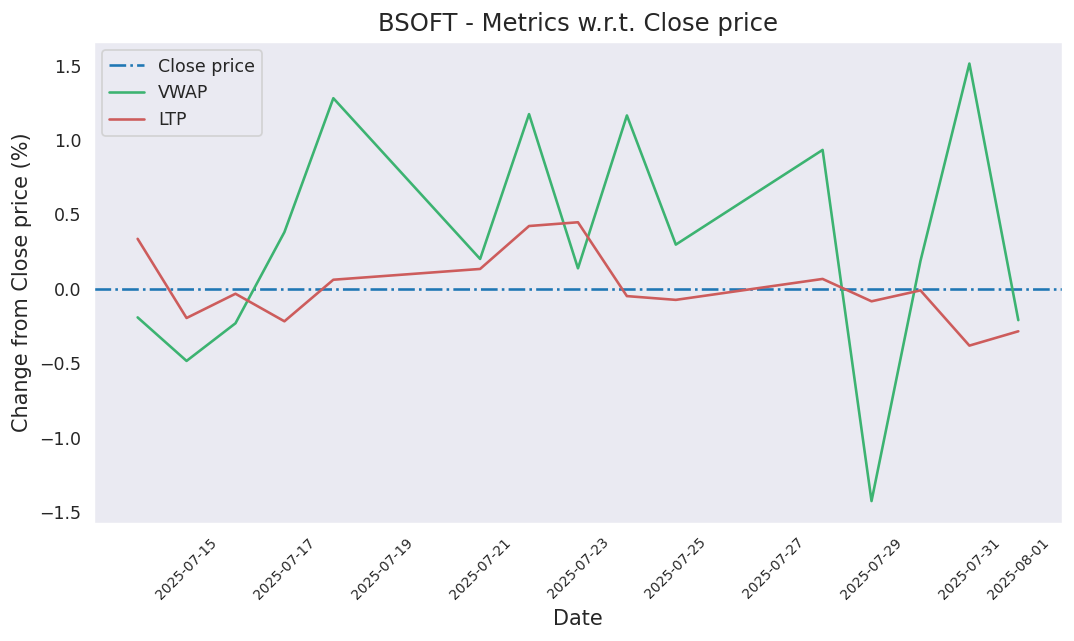 BSOFT - Metrics w.r.t. Close price
Close price
VWAP
LTP
Change from Close price (%)
1.5
1.0
0.5
0.0
−0.5
−1.0
−1.5
2025-07-15
2025-07-17
2025-07-19
2025-07-21
2025-07-23
2025-07-25
2025-07-27
2025-07-29
2025-07-31
2025-08-01
Date